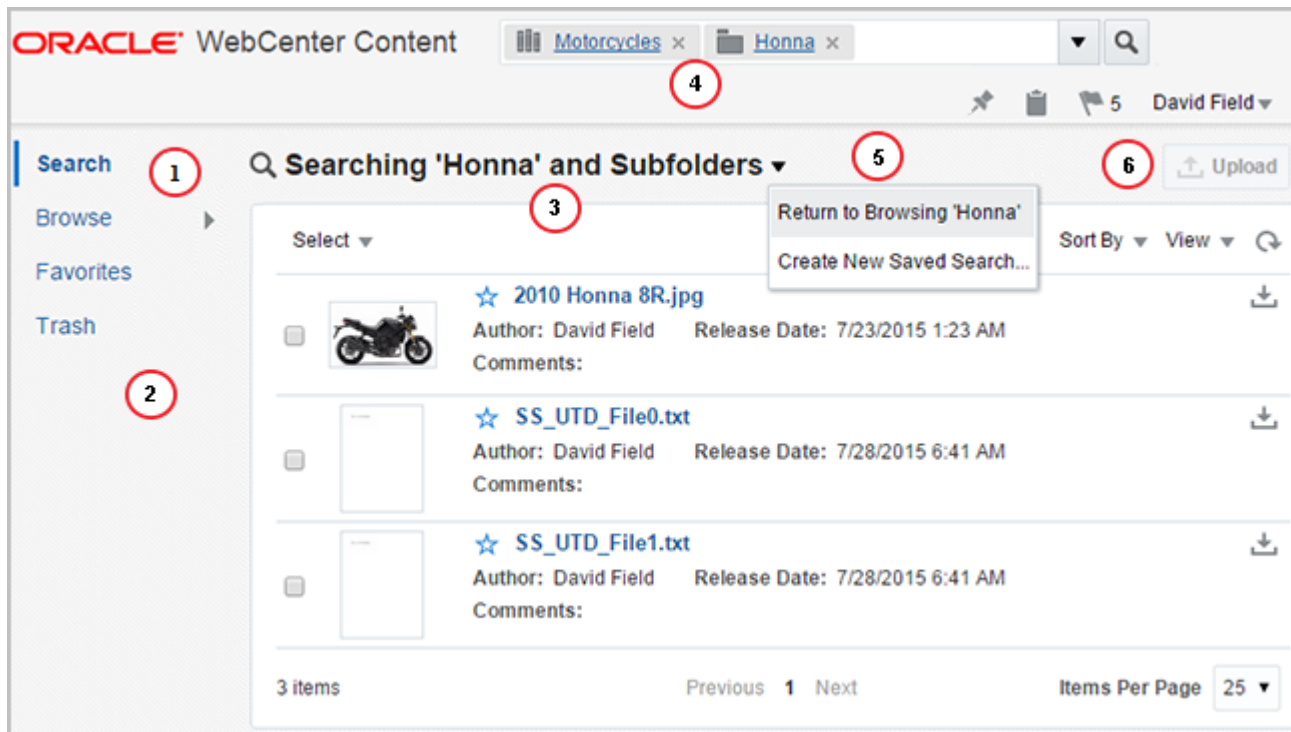 ORACLE WebCenter Content Motorcycles × Honna ×
4
5 David Field
Search
1
Searching 'Honna' and Subfolders
5
6
Upload
Browse
3
Return to Browsing 'Honna'
Select
Sort By View
Create New Saved Search...
Favorites
Trash
2
2010 Honna 8R.jpg
Author: David Field Release Date: 7/23/2015 1:23 AM
Comments:
SS_UTD_File0.txt
Author: David Field Release Date: 7/28/2015 6:41 AM
Comments:
SS_UTD_File1.txt
Author: David Field Release Date: 7/28/2015 6:41 AM
Comments:
3 items Previous 1 Next Items Per Page 25